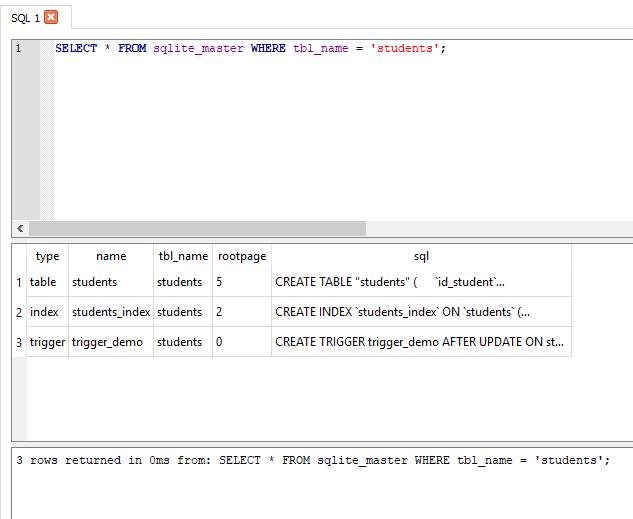 SQL 1
1 SELECT * FROM sqlite_master WHERE tbl_name = 'students';
type name tbl_name rootpage sql
1 table students students 5 CREATE TABLE "students" ( `id_student`...
2 index students_index students 2 CREATE INDEX `students_index` ON `students` (...
3 trigger trigger_demo students 0 CREATE TRIGGER trigger_demo AFTER UPDATE ON st...
3 rows returned in 0ms from: SELECT * FROM sqlite_master WHERE tbl_name = 'students';